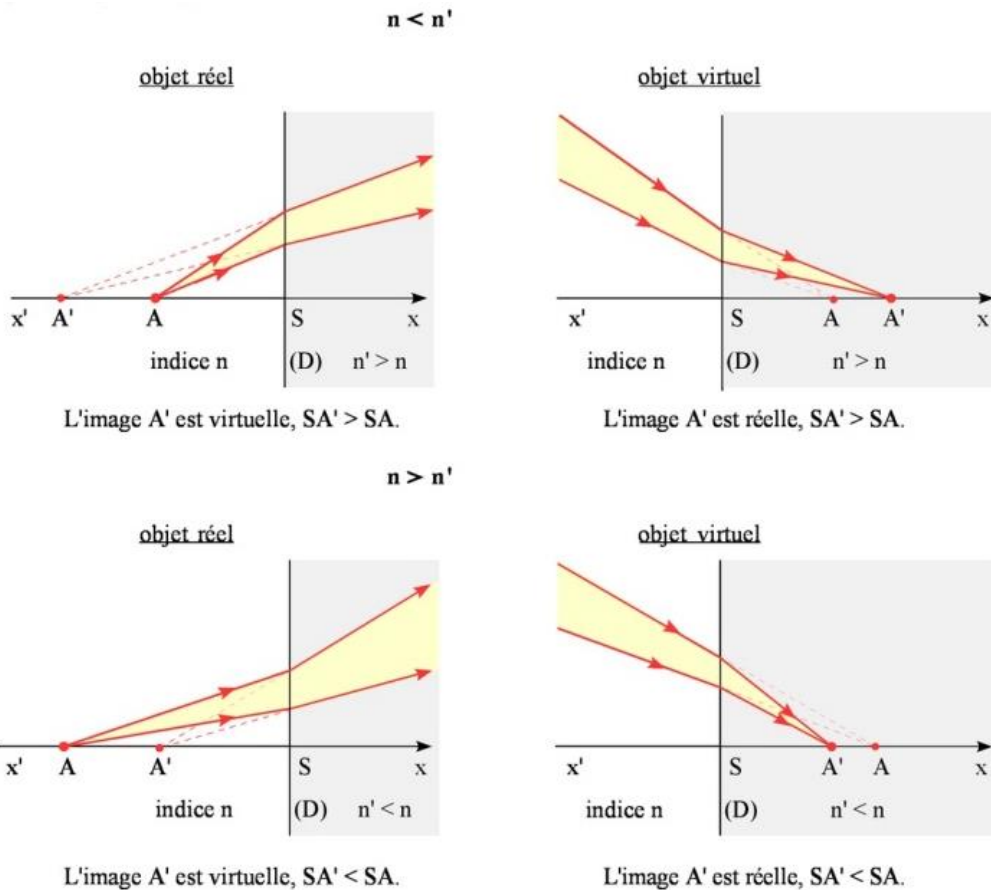 n < n'
objet réel
objet virtuel
x' A' A S x
indice n (D) n' > n
L'image A' est virtuelle, SA' > SA.
x' S A A' x
indice n (D) n' > n
L'image A' est réelle, SA' > SA.
n > n'
objet réel
objet virtuel
x' A A' S x
indice n (D) n' < n
L'image A' est virtuelle, SA' < SA.
x' S A' A x
indice n (D) n' < n
L'image A' est réelle, SA' < SA.